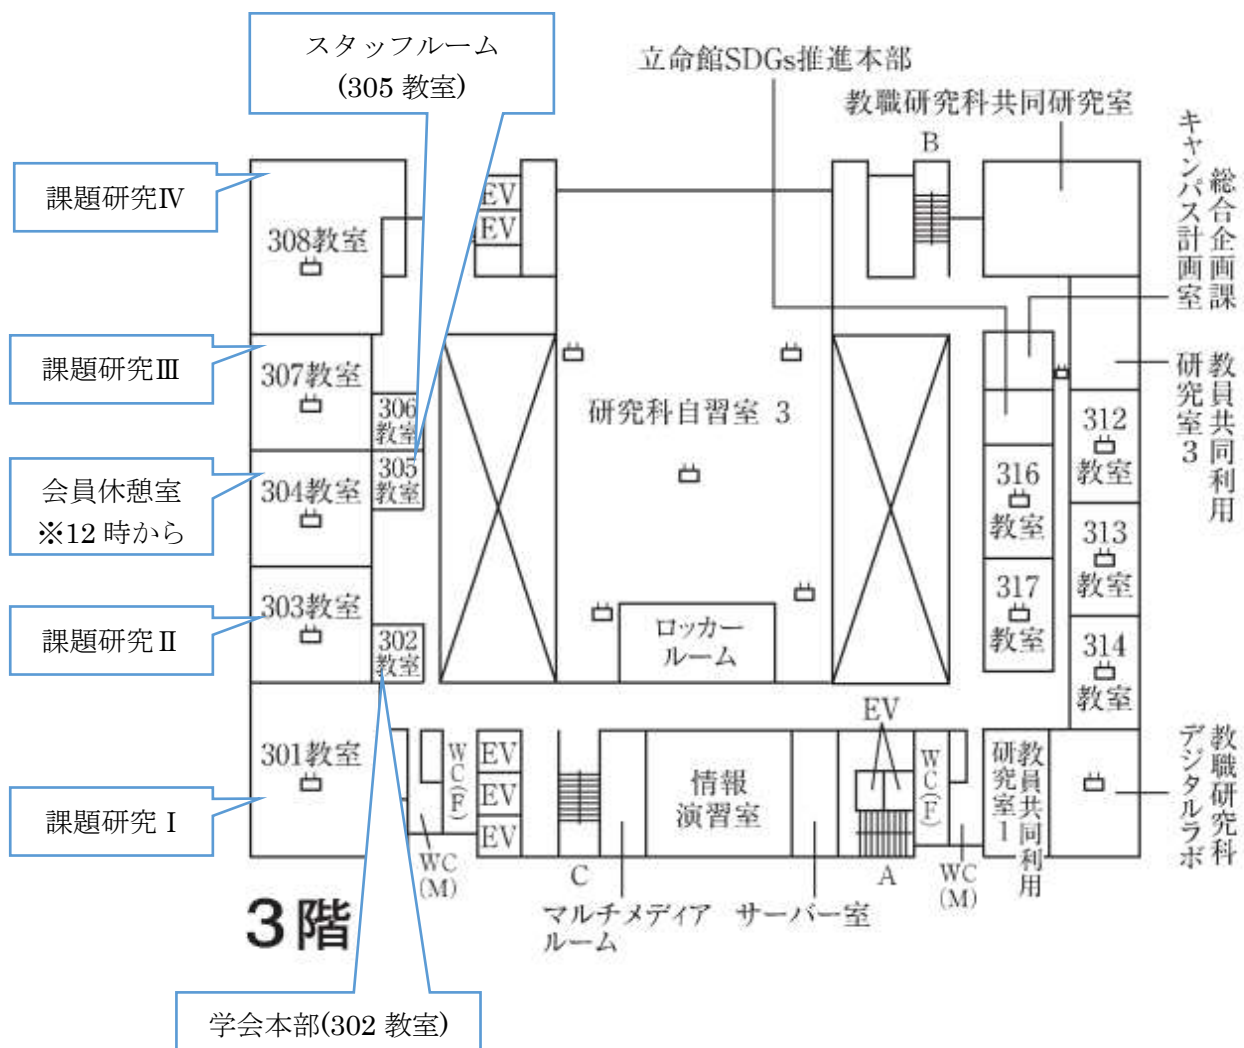 スタッフルーム
(305 教室)
立命館SDGs推進本部
教職研究科共同研究室
B
総合企画課
キャンパス計画室
課題研究Ⅳ
EV
EV
308教室
課題研究Ⅲ
307教室
306
教室
研究科自習室 3
教員共同利用
研究室3
312
教室
会員休憩室
※12 時から
304教室
305
教室
316
教室
313
教室
課題研究Ⅱ
303教室
302
教室
ロッカー
ルーム
317
教室
314
教室
課題研究Ⅰ
301教室
WC(F)
WC
(M)
EV
EV
EV
C
情報
演習室
EV
A
WC(F)
WC
(M)
教員共同利用
研究室1
教職研究科
デジタルラボ
マルチメディア
ルーム
サーバー室
3階
学会本部(302 教室)